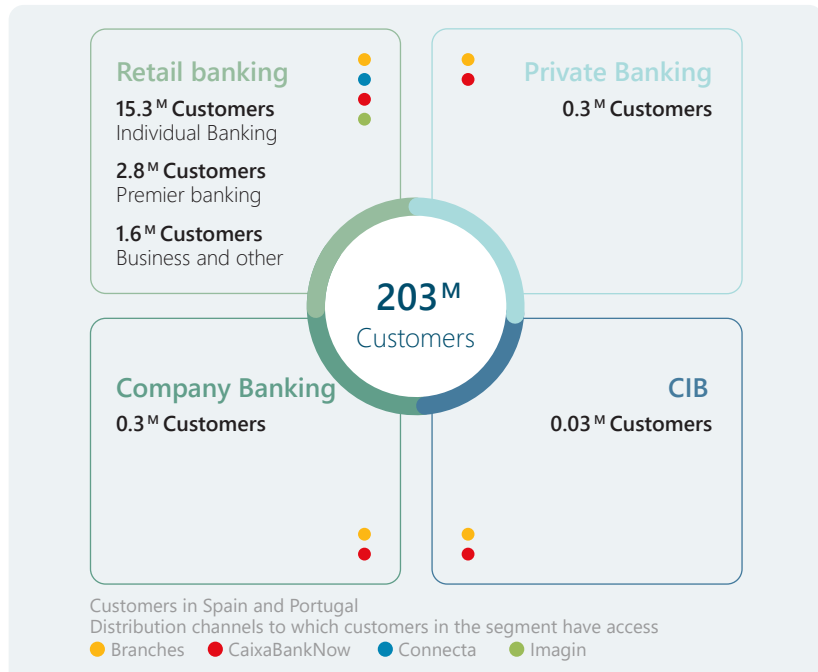 Retail banking
15.3 M Customers
Individual Banking
2.8 M Customers
Premier banking
1.6 M Customers
Business and other
Private Banking
0.3 M Customers
203 M
Customers
Company Banking
0.3 M Customers
CIB
0.03 M Customers
Customers in Spain and Portugal
Distribution channels to which customers in the segment have access
Branches CaixaBankNow Connecta Imagin